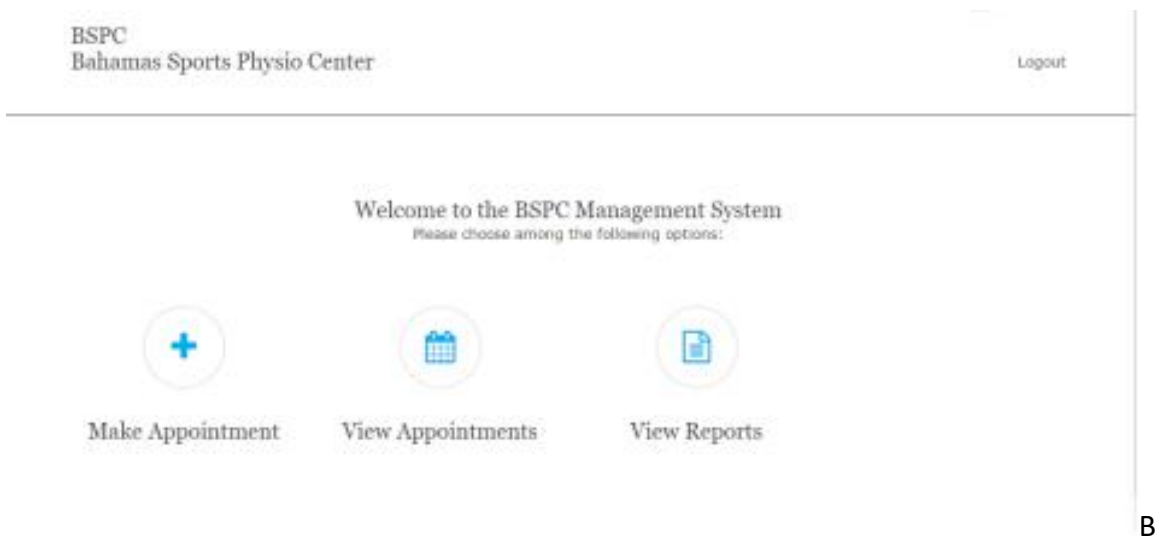 BSPC
Bahamas Sports Physio Center
Logout
Welcome to the BSPC Management System
Please choose among the following options:
Make Appointment
View Appointments
View Reports
B